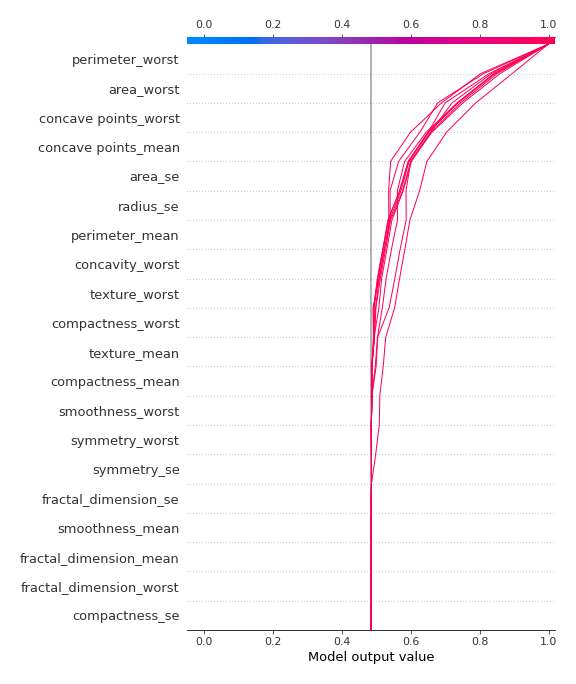 0.0 0.2 0.4 0.6 0.8 1.0
perimeter_worst
area_worst
concave points_worst
concave points_mean
area_se
radius_se
perimeter_mean
concavity_worst
texture_worst
compactness_worst
texture_mean
compactness_mean
smoothness_worst
symmetry_worst
symmetry_se
fractal_dimension_se
smoothness_mean
fractal_dimension_mean
fractal_dimension_worst
compactness_se
0.0 0.2 0.4 0.6 0.8 1.0
Model output value